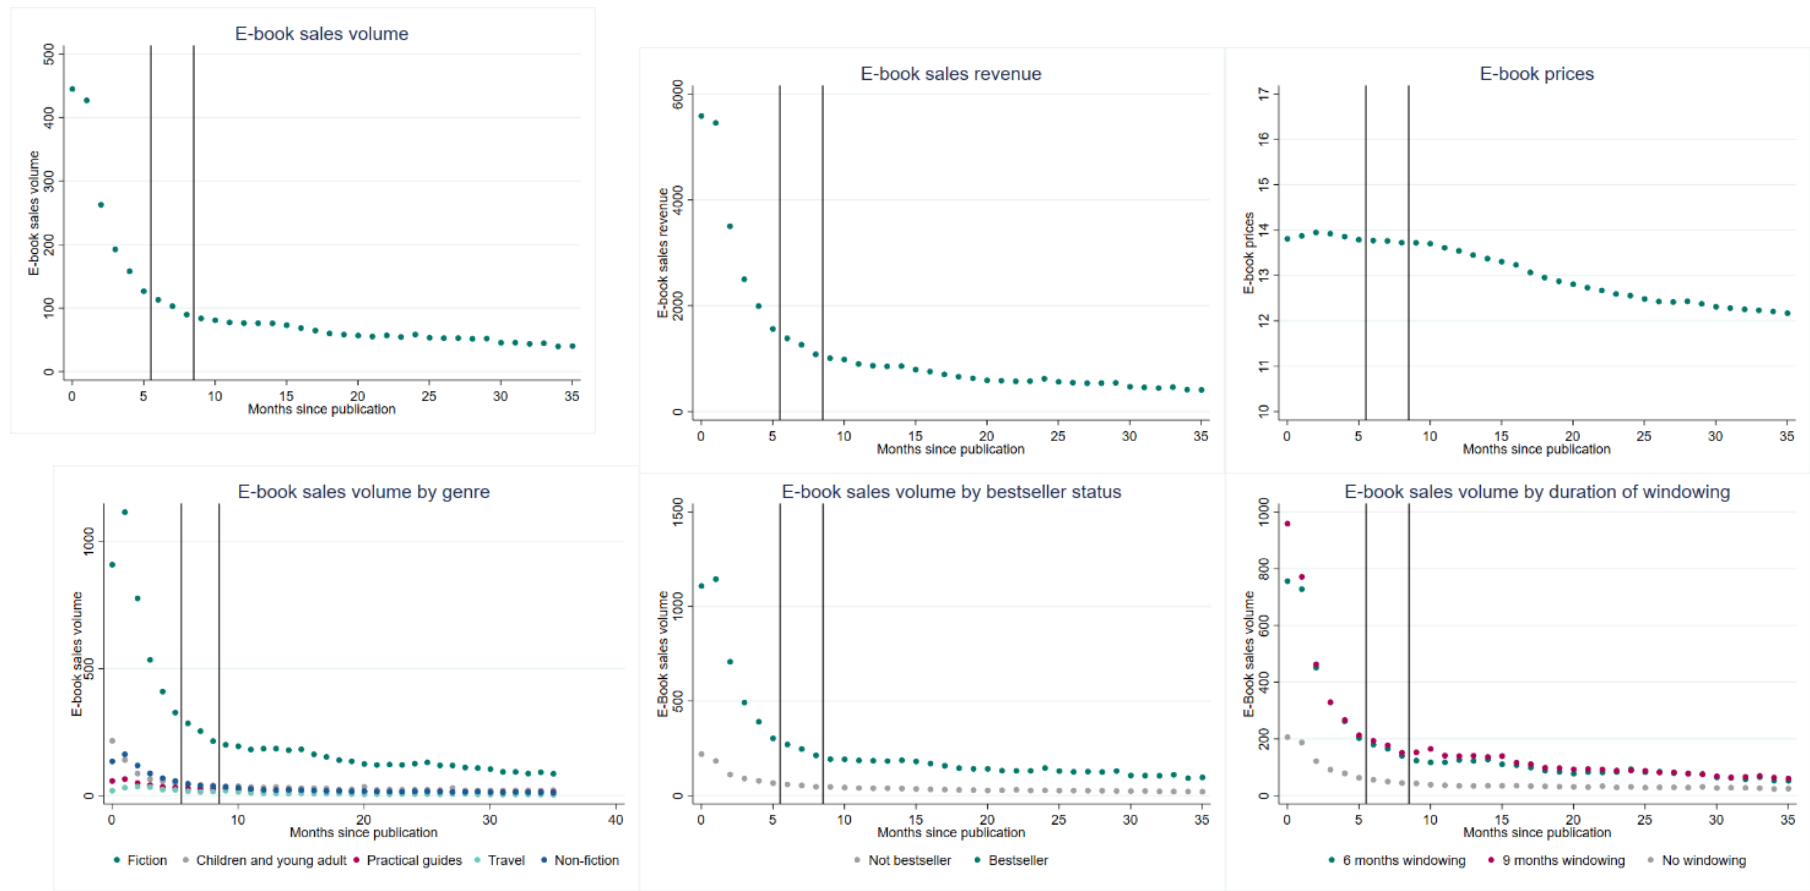 E-book sales volume
E-book sales volume
500
400
300
200
100
0
0 5 10 15 20 25 30 35
Months since publication
E-book sales revenue
E-book sales revenue
6000
4000
2000
0
0 5 10 15 20 25 30 35
Months since publication
E-book prices
E-book prices
17
16
15
14
13
12
11
10
0 5 10 15 20 25 30 35
Months since publication
E-book sales volume by genre
E-book sales volume
1000
500
0
0 10 20 30 40
Months since publication
Fiction Children and young adult Practical guides Travel Non-fiction
E-book sales volume by bestseller status
E-Book sales volume
1500
1000
500
0
0 5 10 15 20 25 30 35
Months since publication
Not bestseller Bestseller
E-book sales volume by duration of windowing
E-Book sales volume
1000
800
600
400
200
0
0 5 10 15 20 25 30 35
Months since publication
6 months windowing 9 months windowing No windowing